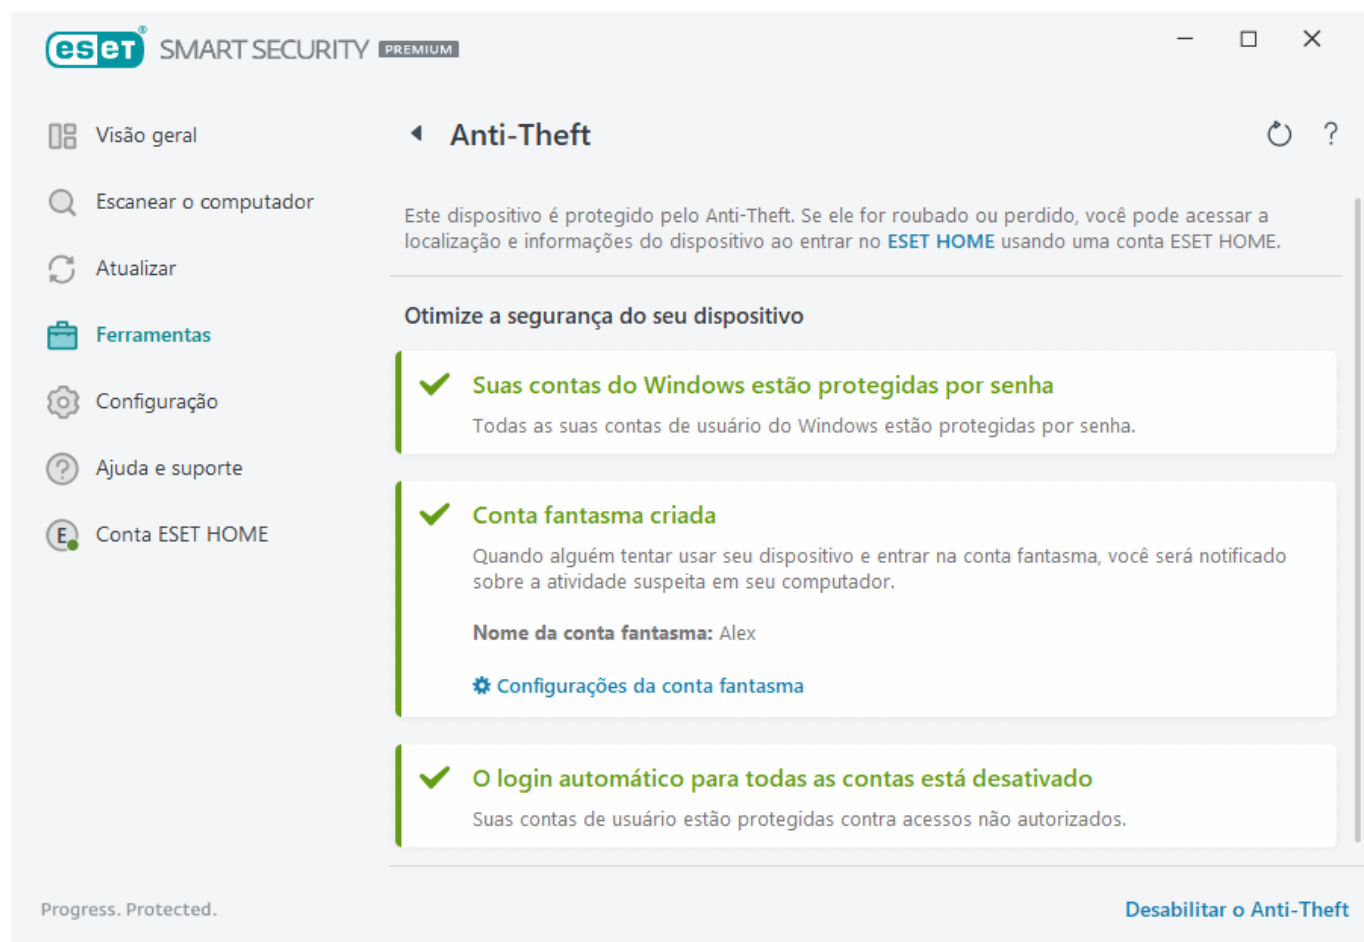 eset® SMART SECURITY PREMIUM
Visão geral
Escanear o computador
Atualizar
Ferramentas
Configuração
Ajuda e suporte
E Conta ESET HOME
Anti-Theft
?
Este dispositivo é protegido pelo Anti-Theft. Se ele for roubado ou perdido, você pode acessar a
localização e informações do dispositivo ao entrar no ESET HOME usando uma conta ESET HOME.
Otimize a segurança do seu dispositivo
Suas contas do Windows estão protegidas por senha
Todas as suas contas de usuário do Windows estão protegidas por senha.
Conta fantasma criada
Quando alguém tentar usar seu dispositivo e entrar na conta fantasma, você será notificado
sobre a atividade suspeita em seu computador.
Nome da conta fantasma: Alex
Configurações da conta fantasma
O login automático para todas as contas está desativado
Suas contas de usuário estão protegidas contra acessos não autorizados.
Progress. Protected.
Desabilitar o Anti-Theft